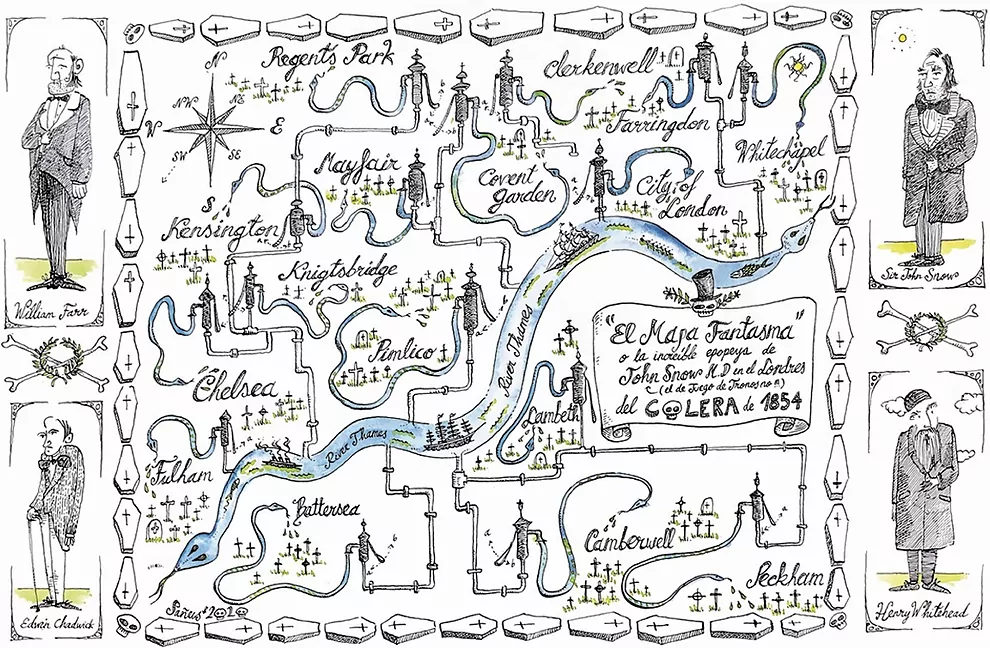 N
NW
NE
W
E
SW
SE
S
Regents Park
Clerkenwell
Farringdon
Whitechapel
Mayfair
Covent
Garden
City of
London
Kensington
Knigtsbridge
Pimlico
Chelsea
River Thames
River Thames
Lambeth
Fulham
Battersea
Camberwell
Peckham
"El Mapa Fantasma"
o la increible epopeya de
John Snow M.D en el Londres
(el de Juego de Tronos no)
del COLERA de 1854
William Farr
Sir John Snow
Edwin Chadwick
Henry Whitehead